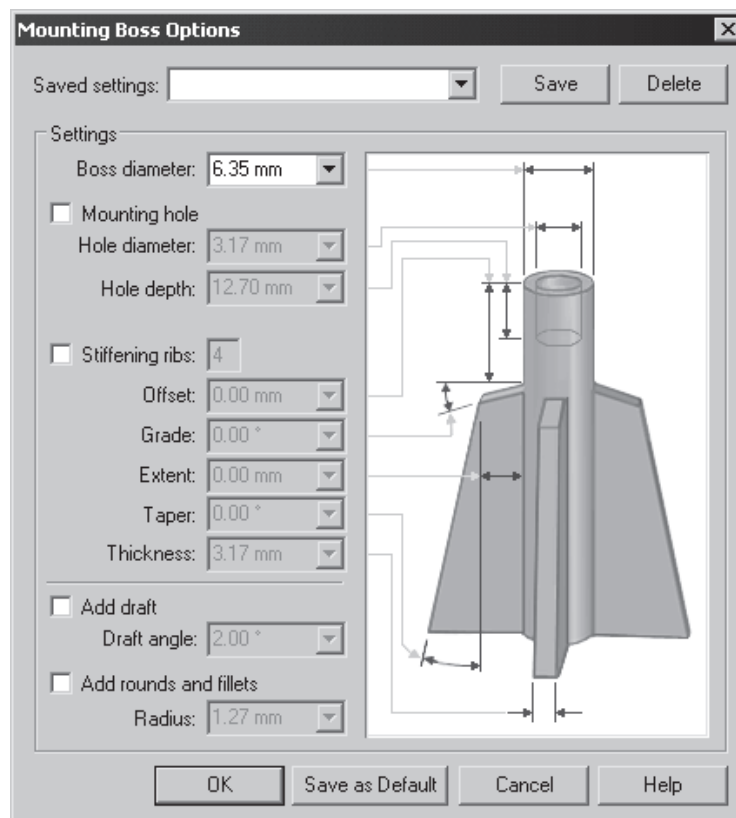 Mounting Boss Options
Saved settings:
Save
Delete
Settings
Boss diameter: 6.35 mm
Mounting hole
Hole diameter: 3.17 mm
Hole depth: 12.70 mm
Stiffening ribs: 4
Offset: 0.00 mm
Grade: 0.00 °
Extent: 0.00 mm
Taper: 0.00 °
Thickness: 3.17 mm
Add draft
Draft angle: 2.00 °
Add rounds and fillets
Radius: 1.27 mm
OK
Save as Default
Cancel
Help